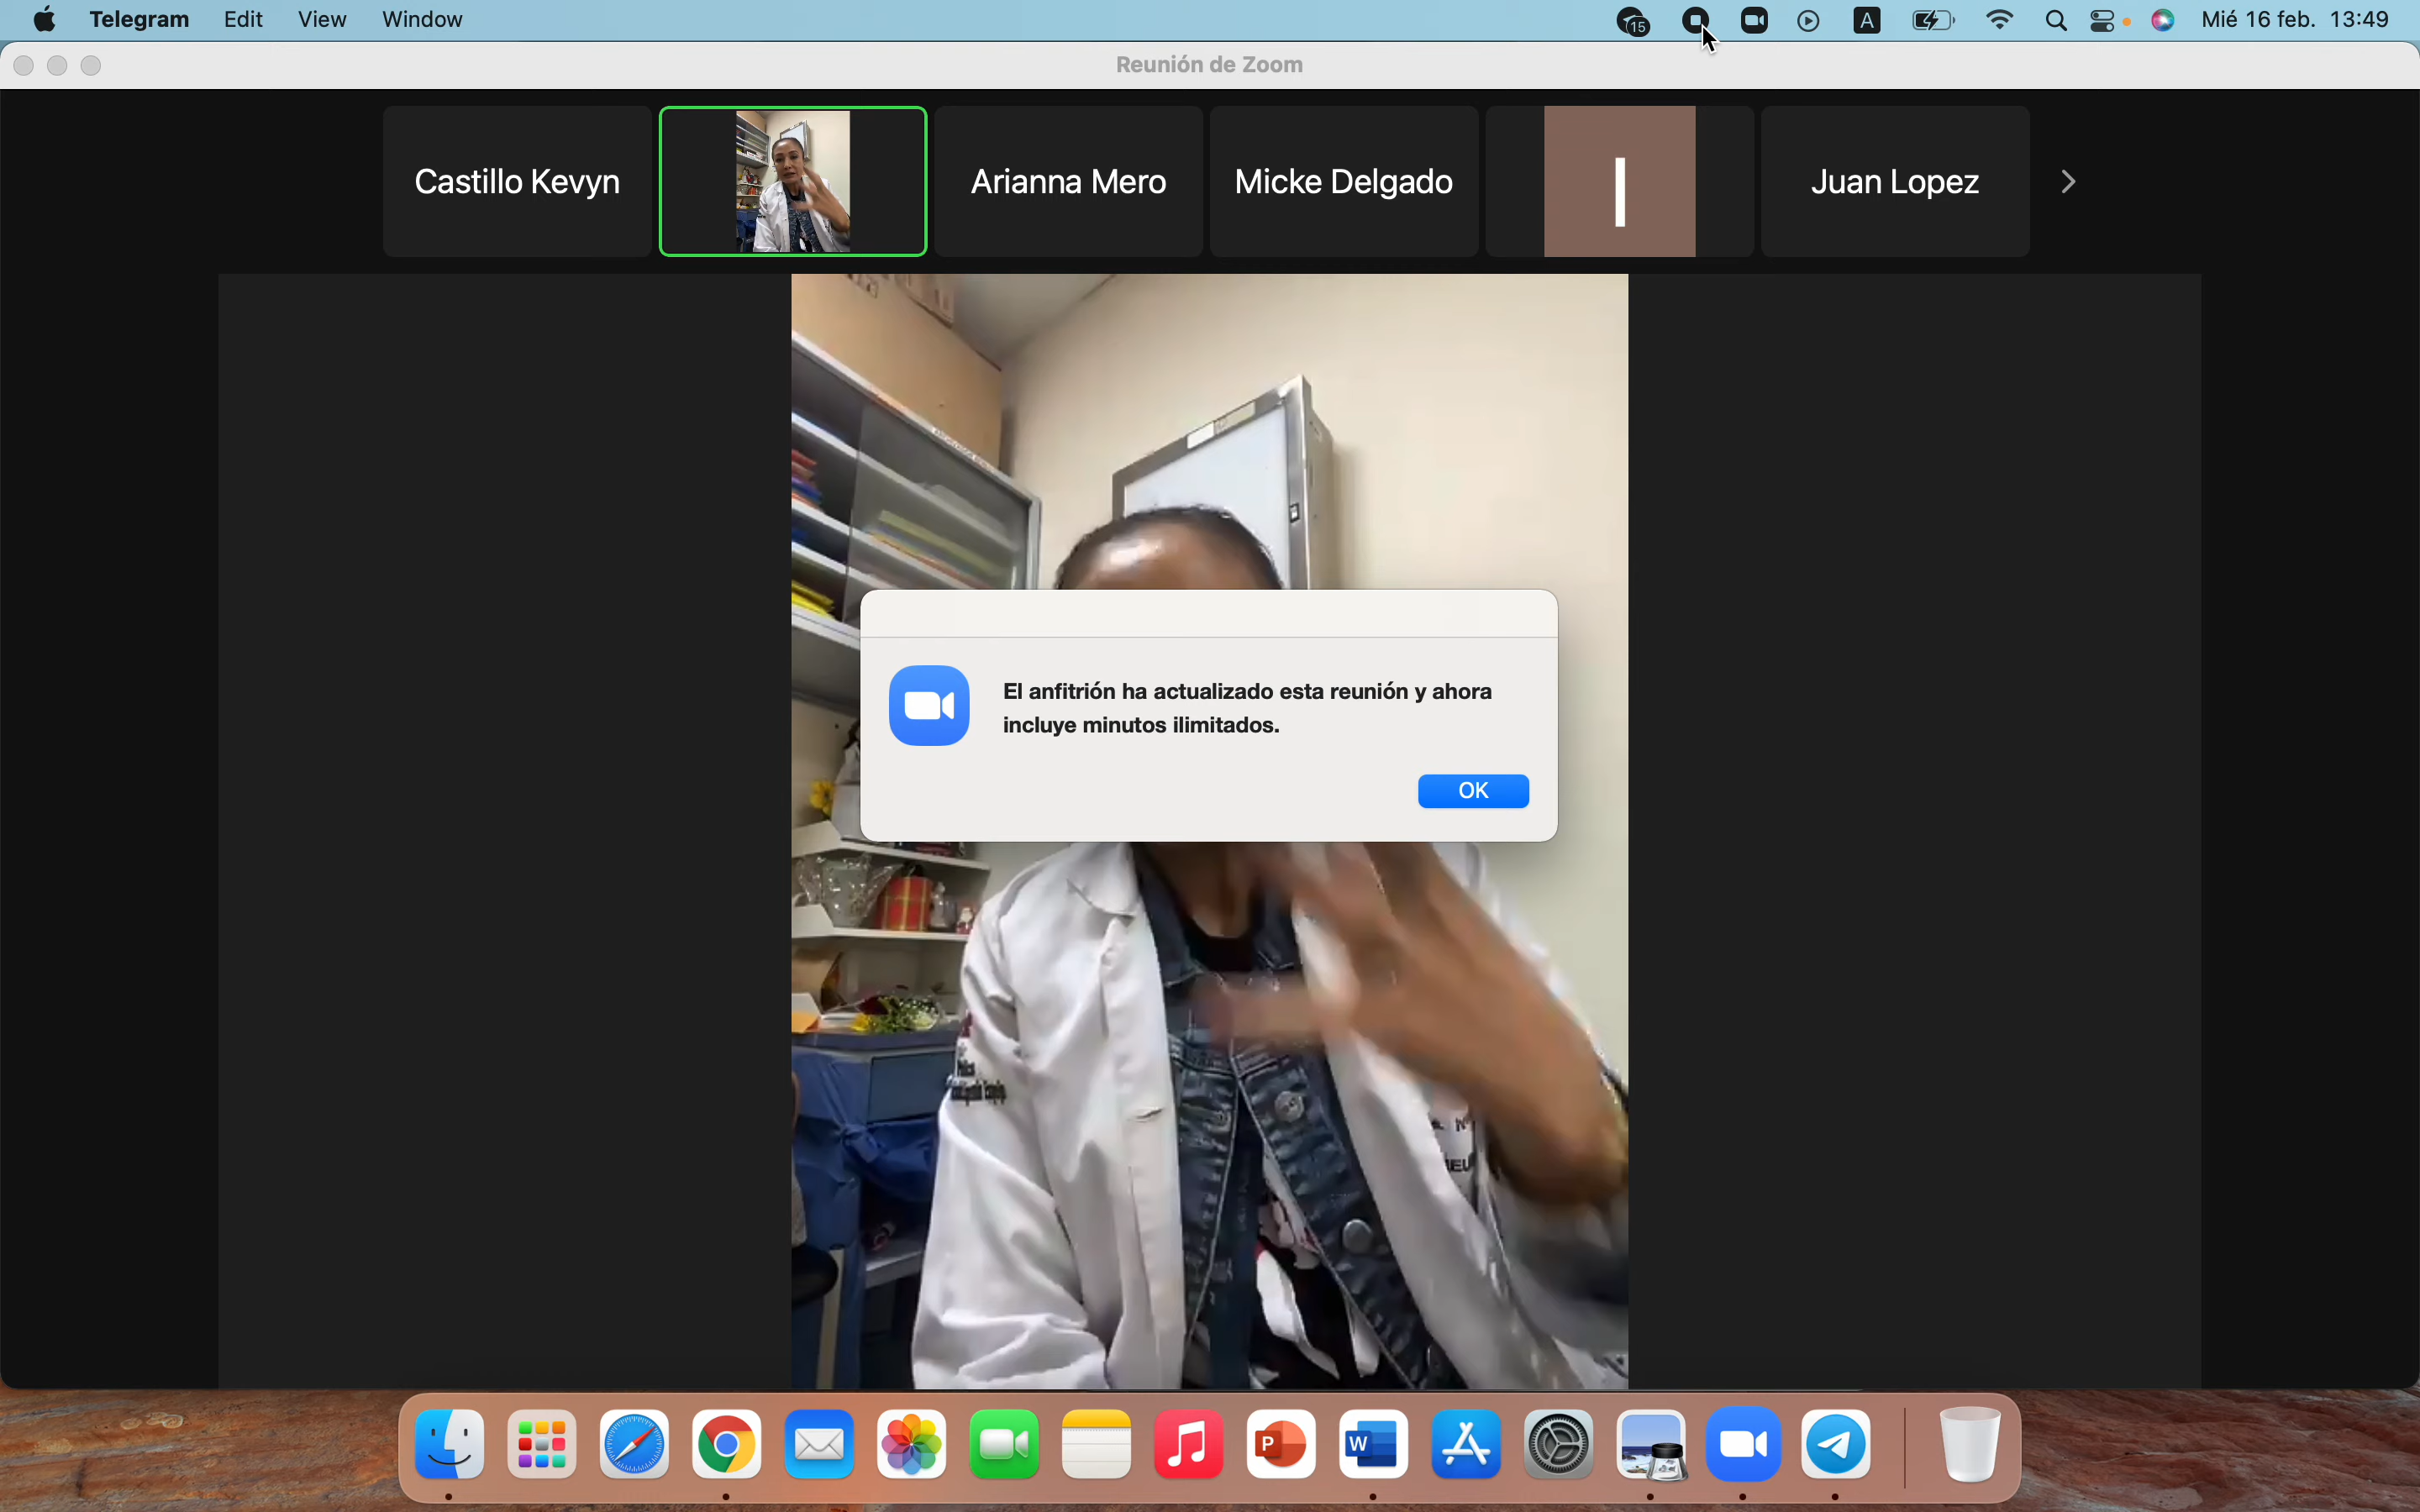 Telegram Edit View Window 15 A Mié 16 feb. 13:49
Reunión de Zoom
Castillo Kevyn
Arianna Mero
Micke Delgado
I
Juan Lopez
El anfitrión ha actualizado esta reunión y ahora
incluye minutos ilimitados.
OK
P
W